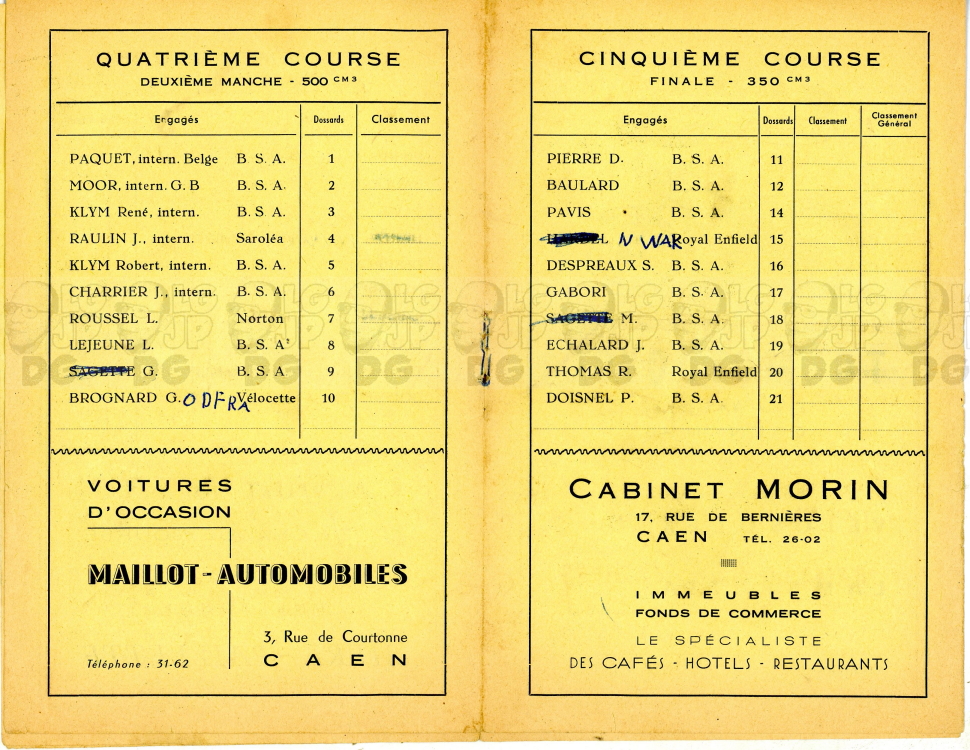 QUATRIÈME COURSE
DEUXIÈME MANCHE - 500 CM3
Engagés Dossards Classement
PAQUET, intern. Belge B. S. A. 1
MOOR, intern. G. B B. S. A. 2
KLYM René, intern. B. S. A. 3
RAULIN J., intern. Saroléa 4
KLYM Robert, intern. B. S. A. 5
CHARRIER J., intern. B. S. A. 6
ROUSSEL L. Norton 7
LEJEUNE L. B. S. A. 8
SAGETTE G. B. S. A 9
BROGNARD G. ODFRA Vélocette 10
VOITURES
D'OCCASION
MAILLOT-AUTOMOBILES
3, Rue de Courtonne
Téléphone : 31-62 CAEN
CINQUIÈME COURSE
FINALE - 350 CM3
Engagés Dossards Classement Classement Général
PIERRE D. B. S. A. 11
BAULARD B. S. A. 12
PAVIS B. S. A. 14
N WAR Royal Enfield 15
DESPREAUX S. B. S. A. 16
GABORI B. S. A. 17
SAGETTE M. B. S. A. 18
ECHALARD J. B. S. A. 19
THOMAS R. Royal Enfield 20
DOISNEL P. B. S. A. 21
CABINET MORIN
17, RUE DE BERNIÈRES
CAEN TÉL. 26-02
IMMEUBLES
FONDS DE COMMERCE
LE SPÉCIALISTE
DES CAFÉS - HOTELS - RESTAURANTS